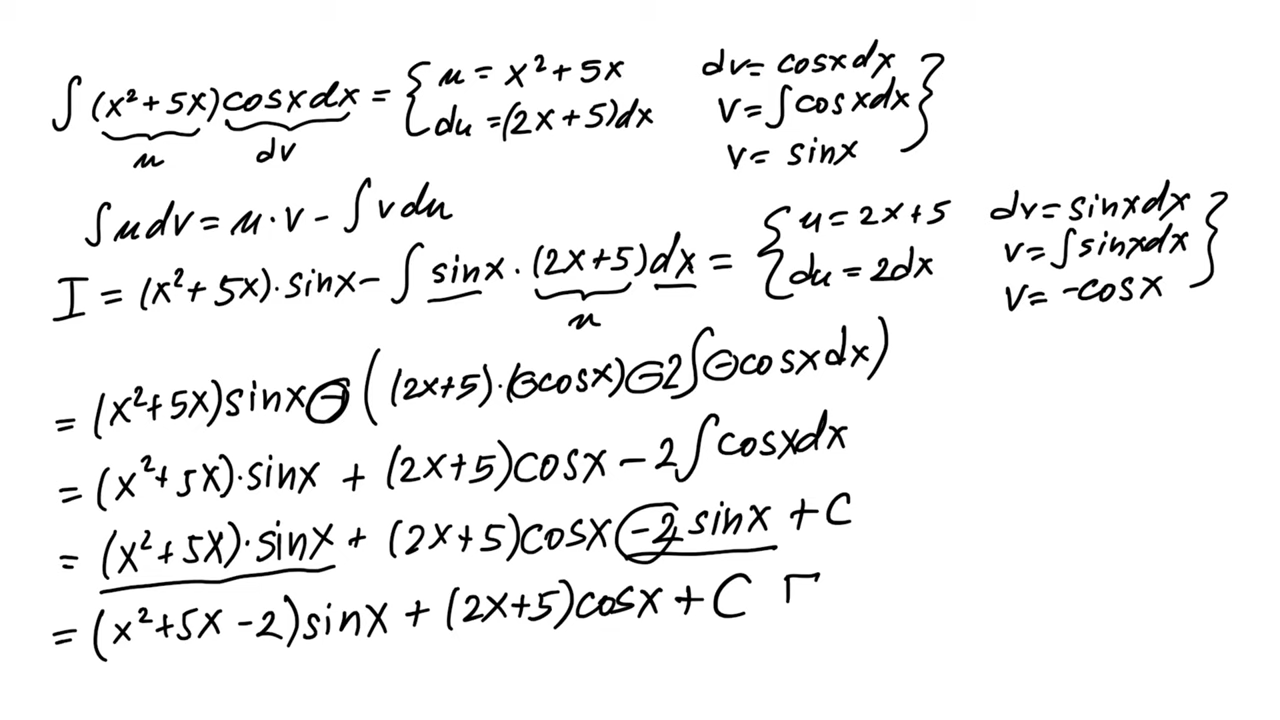 ∫ (x² + 5x) cosx dx = { u = x² + 5x    dv = cosx dx }
u    dv    du = (2x + 5)dx    v = ∫ cosx dx
v = sinx
∫ u dv = u · v - ∫ v du    { u = 2x + 5    dv = sinx dx }
I = (x² + 5x) · sinx - ∫ sinx · (2x + 5) dx =    du = 2dx    v = ∫ sinx dx
u    v = -cosx
= (x² + 5x) sinx - ( (2x + 5) · (-cosx) - 2 ∫ - cosx dx )
= (x² + 5x) · sinx + (2x + 5) cosx - 2 ∫ cosx dx
= (x² + 5x) · sinx + (2x + 5) cosx - 2 sinx + C
= (x² + 5x - 2) sinx + (2x + 5) cosx + C